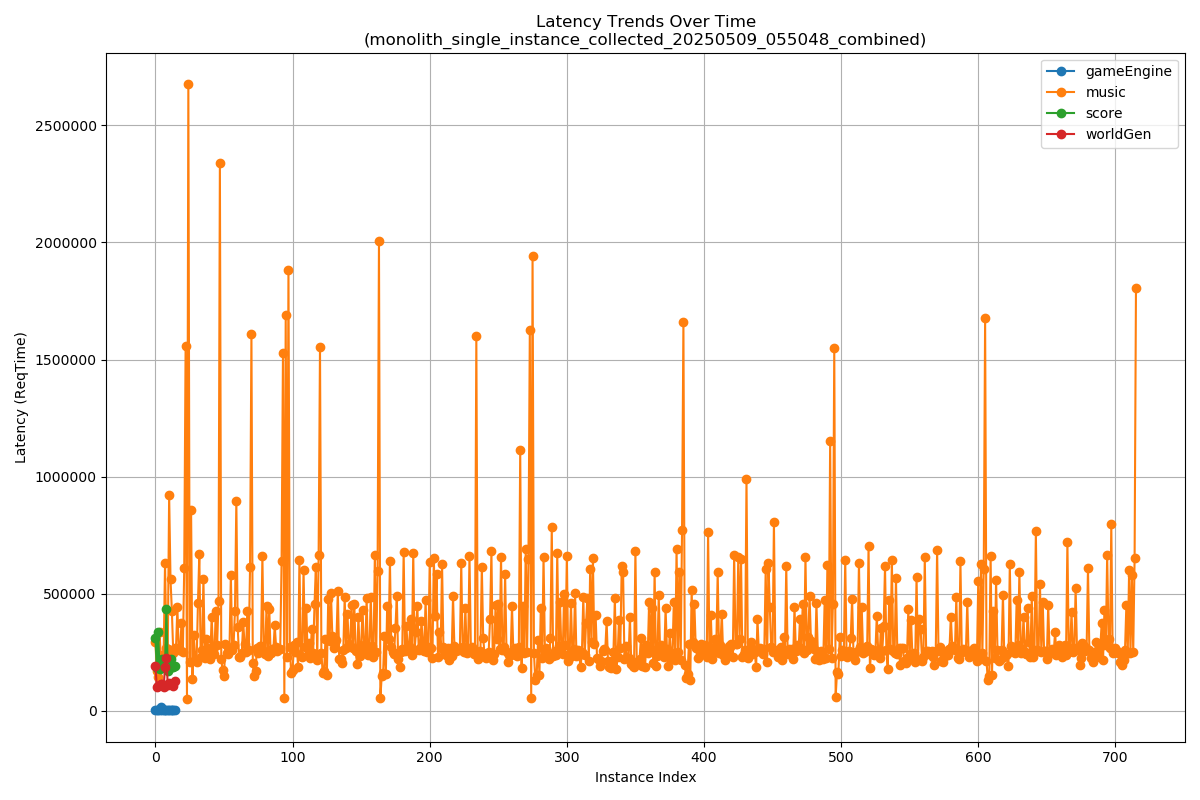 Latency Trends Over Time
(monolith_single_instance_collected_20250509_055048_combined)
gameEngine
music
score
worldGen
Latency (ReqTime)
2500000
2000000
1500000
1000000
500000
0
0 100 200 300 400 500 600 700
Instance Index